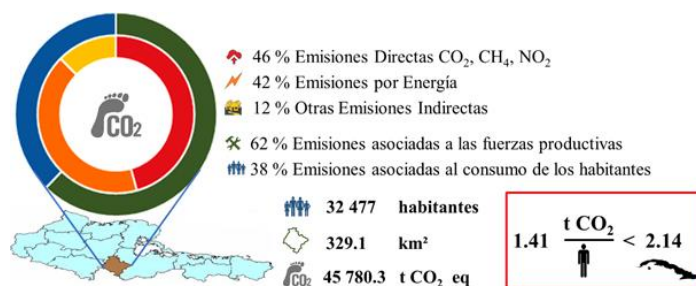 46 % Emisiones Directas CO₂, CH₄, NO₂
42 % Emisiones por Energía
12 % Otras Emisiones Indirectas
62 % Emisiones asociadas a las fuerzas productivas
38 % Emisiones asociadas al consumo de los habitantes
CO₂
32 477 habitantes
329.1 km²
CO₂ 45 780.3 t CO₂ eq
1.41 t CO₂ < 2.14